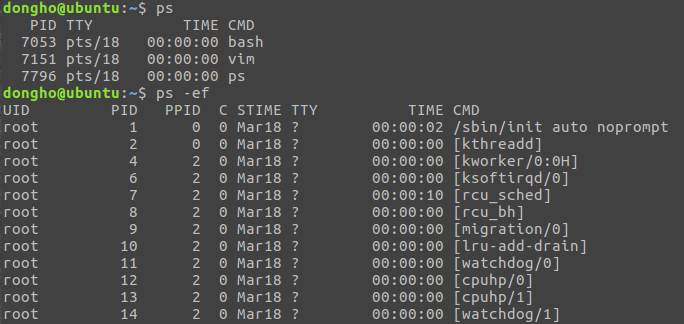 dongho@ubuntu:~$ ps
PID TTY TIME CMD
7053 pts/18 00:00:00 bash
7151 pts/18 00:00:00 vim
7796 pts/18 00:00:00 ps
dongho@ubuntu:~$ ps -ef
UID PID PPID C STIME TTY TIME CMD
root 1 0 0 Mar18 ? 00:00:02 /sbin/init auto noprompt
root 2 0 0 Mar18 ? 00:00:00 [kthreadd]
root 4 2 0 Mar18 ? 00:00:00 [kworker/0:0H]
root 6 2 0 Mar18 ? 00:00:00 [ksoftirqd/0]
root 7 2 0 Mar18 ? 00:00:10 [rcu_sched]
root 8 2 0 Mar18 ? 00:00:00 [rcu_bh]
root 9 2 0 Mar18 ? 00:00:00 [migration/0]
root 10 2 0 Mar18 ? 00:00:00 [lru-add-drain]
root 11 2 0 Mar18 ? 00:00:00 [watchdog/0]
root 12 2 0 Mar18 ? 00:00:00 [cpuhp/0]
root 13 2 0 Mar18 ? 00:00:00 [cpuhp/1]
root 14 2 0 Mar18 ? 00:00:00 [watchdog/1]